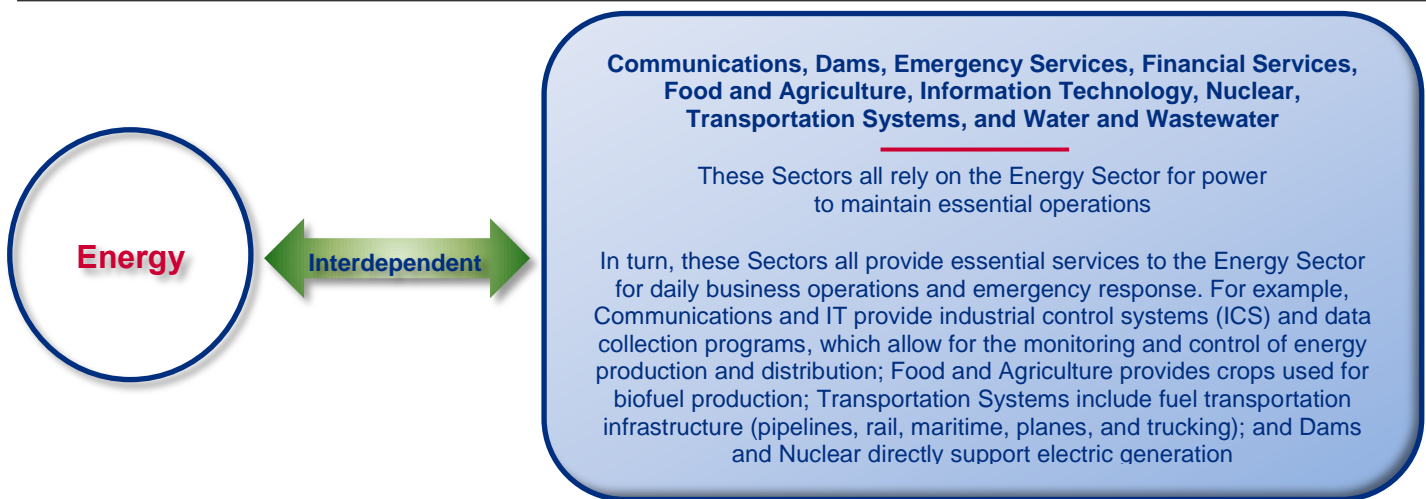 Communications, Dams, Emergency Services, Financial Services,
Food and Agriculture, Information Technology, Nuclear,
Transportation Systems, and Water and Wastewater
These Sectors all rely on the Energy Sector for power
to maintain essential operations
Energy
Interdependent
In turn, these Sectors all provide essential services to the Energy Sector
for daily business operations and emergency response. For example,
Communications and IT provide industrial control systems (ICS) and data
collection programs, which allow for the monitoring and control of energy
production and distribution; Food and Agriculture provides crops used for
biofuel production; Transportation Systems include fuel transportation
infrastructure (pipelines, rail, maritime, planes, and trucking); and Dams
and Nuclear directly support electric generation